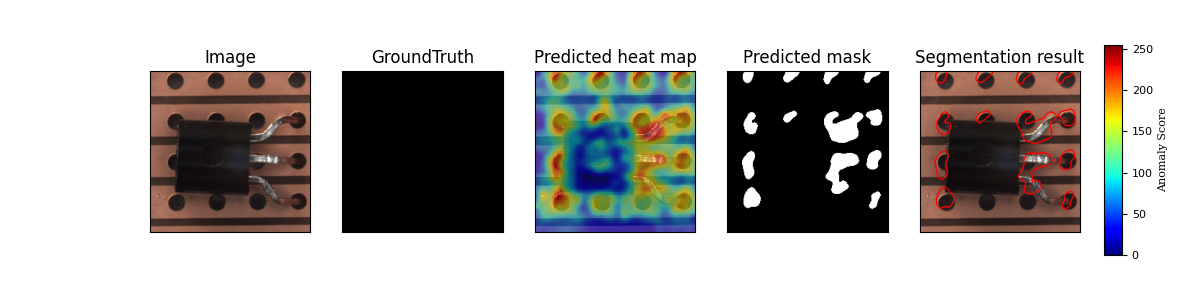 Image
GroundTruth
Predicted heat map
Predicted mask
Segmentation result
250
200
150
100
50
0
Anomaly Score